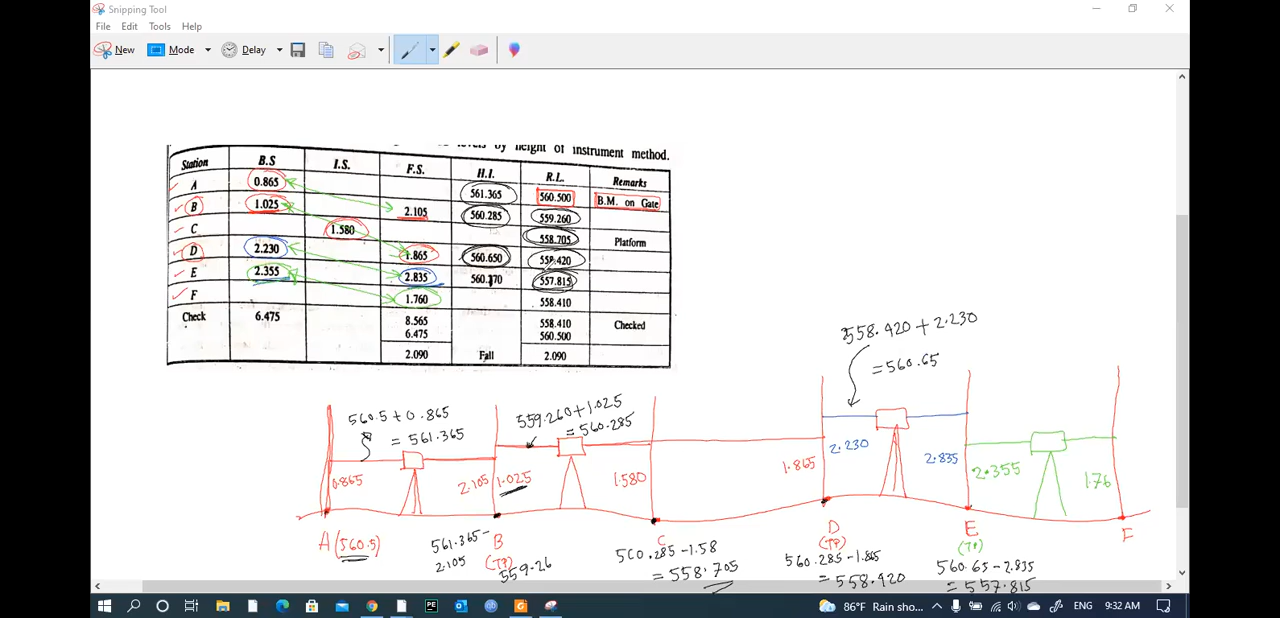 Snipping Tool
File Edit Tools Help
New Mode Delay
levels by height of instrument method.
Station B.S I.S. F.S. H.I. R.L. Remarks
A 0.865 561.365 560.500 B.M. on Gate
B 1.025 2.105 560.285 559.260
C 1.580 558.705 Platform
D 2.230 1.865 560.650 558.420
E 2.355 2.835 560.170 557.815
F 1.760 558.410
Check 6.475 8.565 558.410 Checked
6.475 560.500
2.090 Fall 2.090
558.420 + 2.230
= 560.65
560.5 + 0.865
= 561.365
559.260 + 1.025
= 560.285
0.865
2.105
1.025
1.580
1.865
2.230
2.835
2.355
1.76
A (560.5)
B
(TP)
C
D
(TP)
E
(TP)
F
561.365 -
2.105
559.26
560.285 - 1.58
= 558.705
560.285 - 1.865
= 558.420
560.65 - 2.835
= 557.815
86°F Rain sho... ENG 9:32 AM